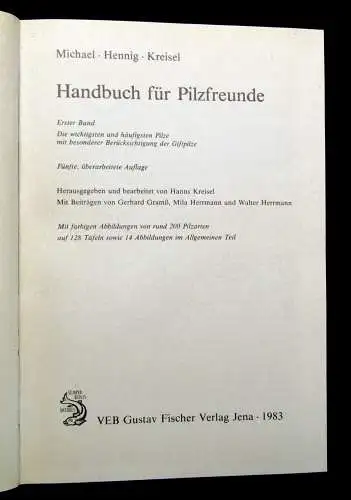 Michael · Hennig · Kreisel
Handbuch für Pilzfreunde
Erster Band
Die wichtigsten und häufigsten Pilze
mit besonderer Berücksichtigung der Giftpilze
Fünfte, überarbeitete Auflage
Herausgegeben und bearbeitet von Hanns Kreisel
Mit Beiträgen von Gerhard Gramß, Mila Herrmann und Walter Herrmann
Mit farbigen Abbildungen von rund 200 Pilzarten
auf 128 Tafeln sowie 14 Abbildungen im Allgemeinen Teil
VEB Gustav Fischer Verlag Jena · 1983